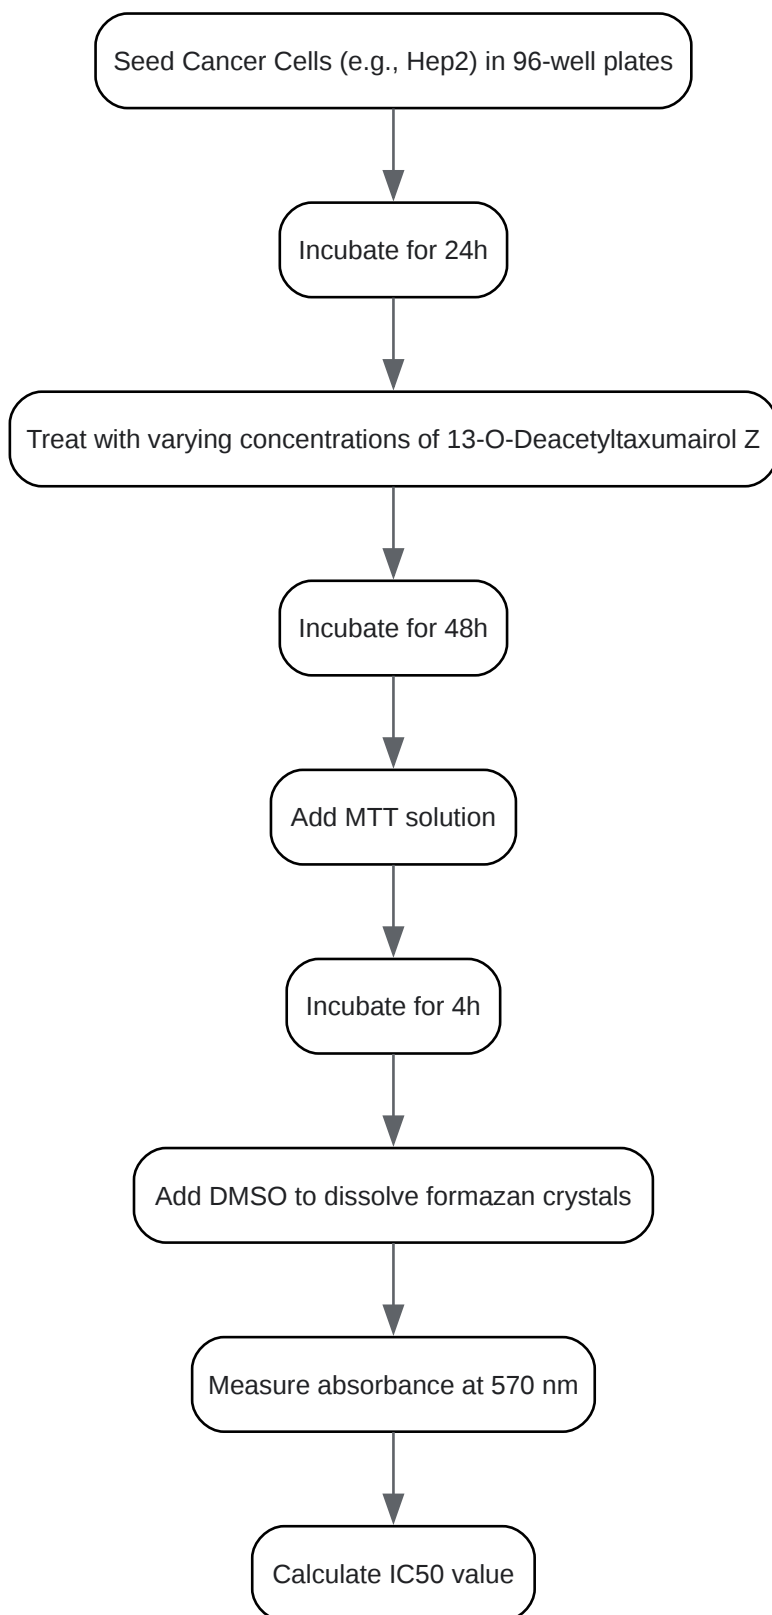 Seed Cancer Cells (e.g., Hep2) in 96-well plates
Incubate for 24h
Treat with varying concentrations of 13-O-Deacetyltaxumairol Z
Incubate for 48h
Add MTT solution
Incubate for 4h
Add DMSO to dissolve formazan crystals
Measure absorbance at 570 nm
Calculate IC50 value